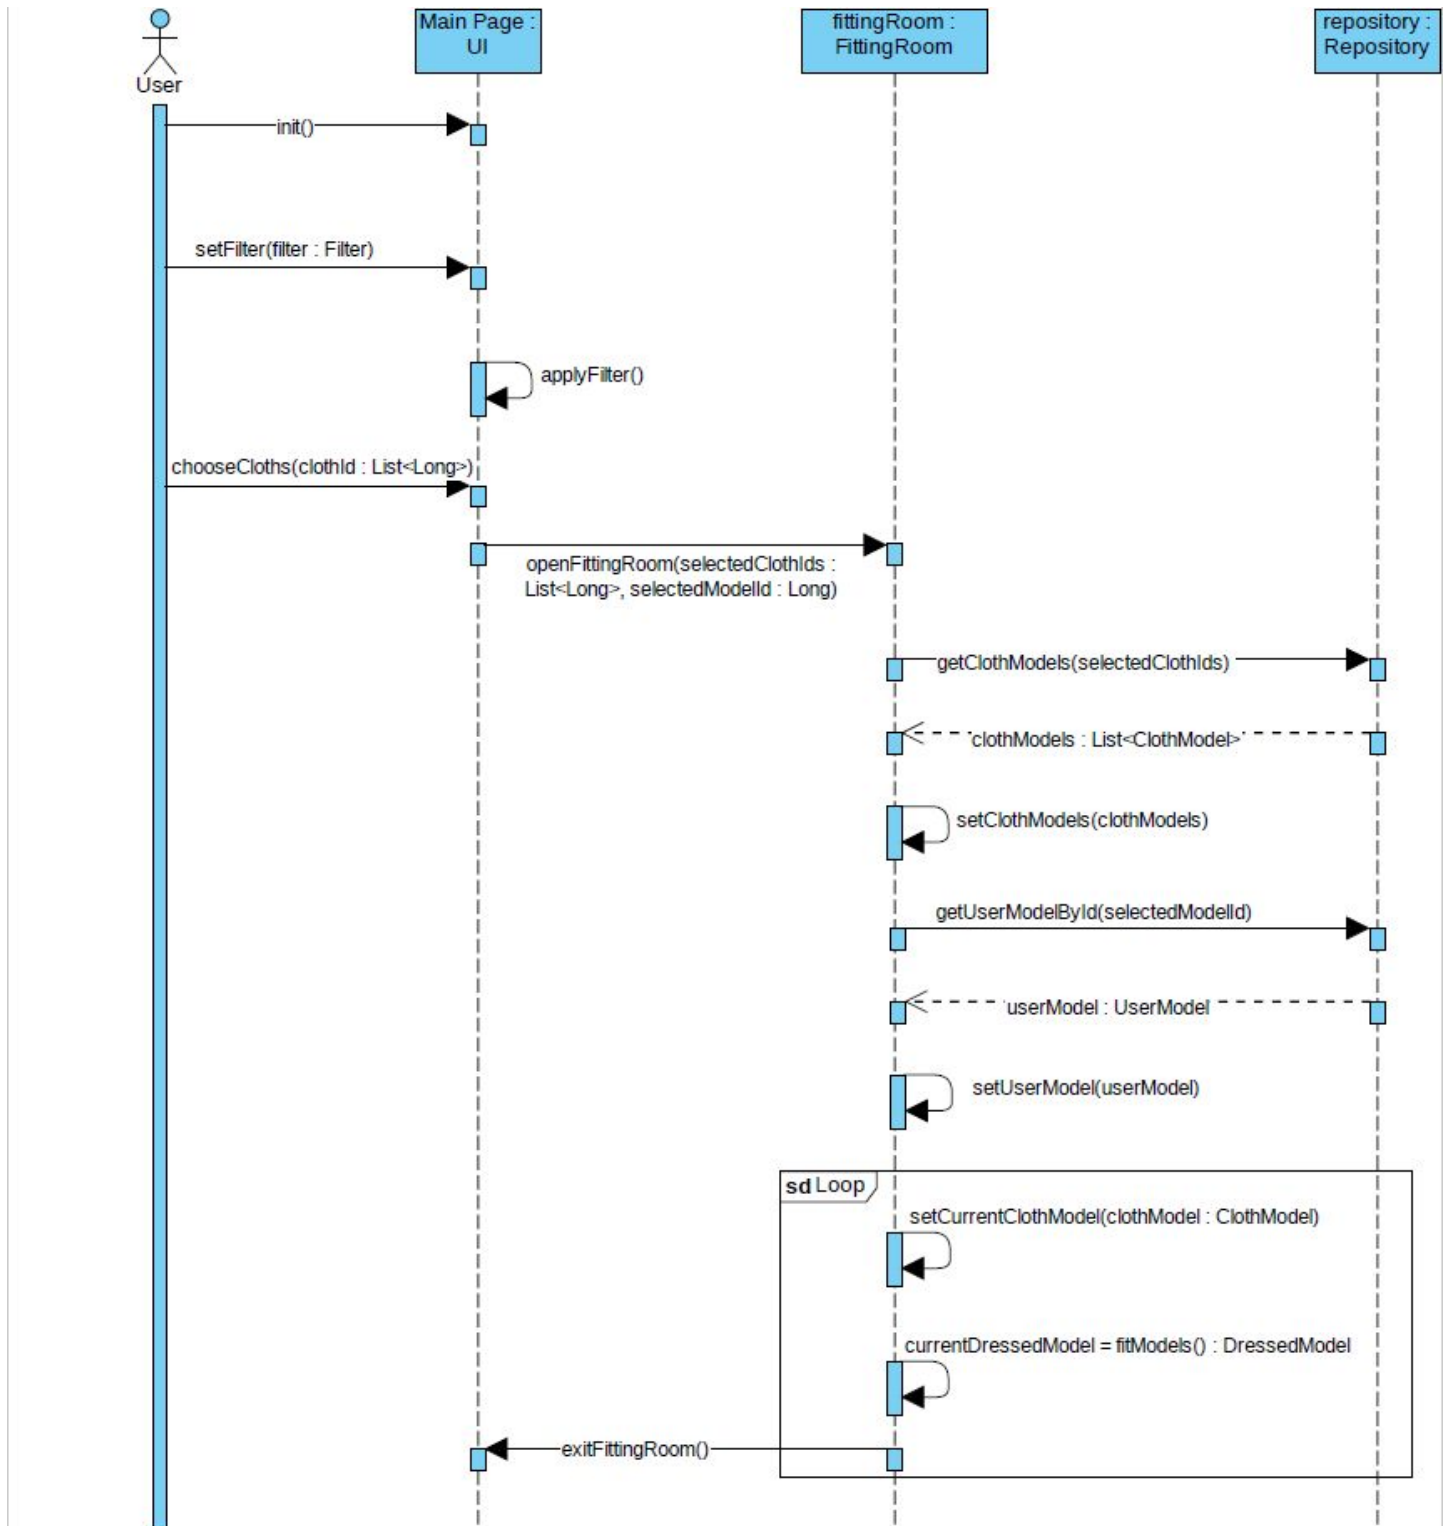 User
Main Page :
UI
fittingRoom :
FittingRoom
repository :
Repository
init()
setFilter(filter : Filter)
applyFilter()
chooseCloths(clothId : List<Long>)
openFittingRoom(selectedClothIds :
List<Long>, selectedModelId : Long)
getClothModels(selectedClothIds)
clothModels : List<ClothModel>
setClothModels(clothModels)
getUserModelById(selectedModelId)
userModel : UserModel
setUserModel(userModel)
sd Loop
setCurrentClothModel(clothModel : ClothModel)
currentDressedModel = fitModels() : DressedModel
exitFittingRoom()